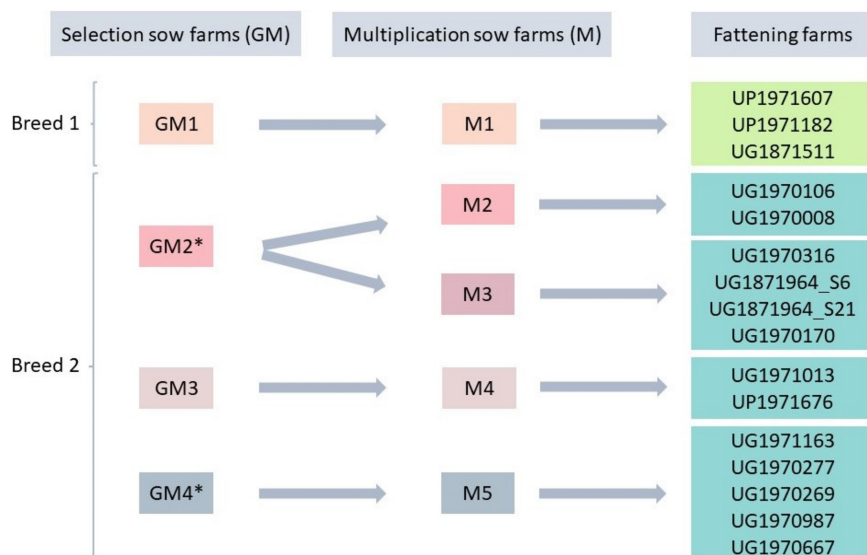 Selection sow farms (GM)
Multiplication sow farms (M)
Fattening farms
Breed 1
GM1
M1
UP1971607
UP1971182
UG1871511
Breed 2
GM2*
M2
UG1970106
UG1970008
M3
UG1970316
UG1871964_S6
UG1871964_S21
UG1970170
GM3
M4
UG1971013
UP1971676
GM4*
M5
UG1971163
UG1970277
UG1970269
UG1970987
UG1970667